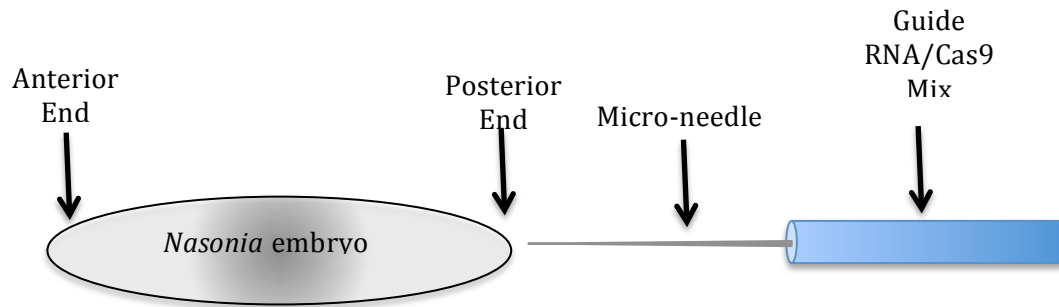 Anterior
End
Posterior
End
Micro-needle
Guide
RNA/Cas9
Mix
Nasonia embryo